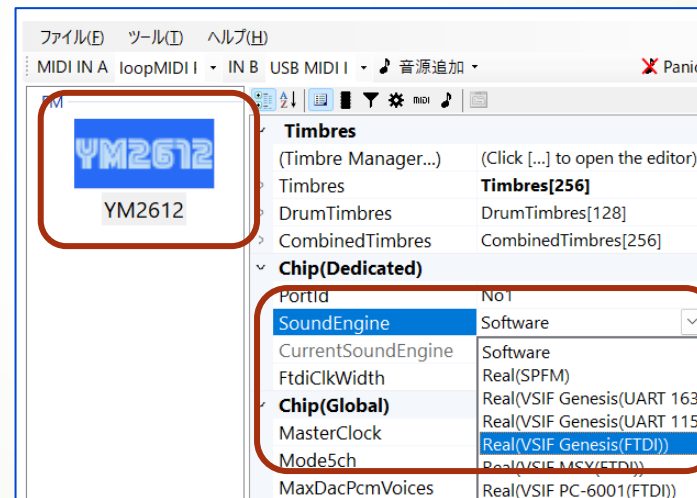 ファイル(F) ツール(T) ヘルプ(H)
MIDI IN A loopMIDI I IN B USB MIDI I 音源追加 Panic
FM
YM2612
YM2612
Timbres
(Timbre Manager...) (Click [...] to open the editor)
Timbres Timbres[256]
DrumTimbres DrumTimbres[128]
CombinedTimbres CombinedTimbres[256]
Chip(Dedicated)
PortId No1
SoundEngine Software
CurrentSoundEngine Software
FtdiClkWidth Real(SPFM)
Chip(Global) Real(VSIF Genesis(UART 163
Real(VSIF Genesis(UART 115
MasterClock Real(VSIF Genesis(FTDI))
Mode5ch Real(VSIF MSX(FTDI))
MaxDacPcmVoices Real(VSIF PC-6001(FTDI))